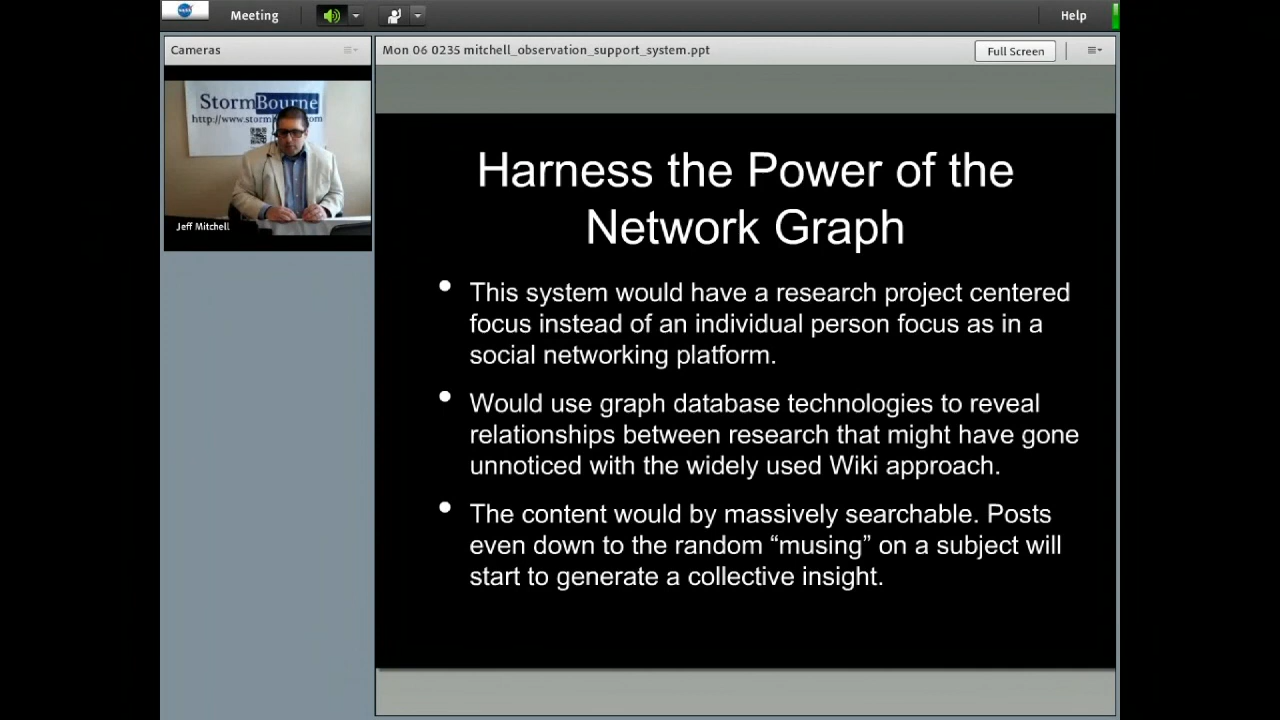 Meeting
Help
Cameras
Mon 06 0235 mitchell_observation_support_system.ppt
Full Screen
StormBourne
http://www.storm
com
Jeff Mitchell
Harness the Power of the
Network Graph
• This system would have a research project centered
focus instead of an individual person focus as in a
social networking platform.
• Would use graph database technologies to reveal
relationships between research that might have gone
unnoticed with the widely used Wiki approach.
• The content would by massively searchable. Posts
even down to the random “musing” on a subject will
start to generate a collective insight.